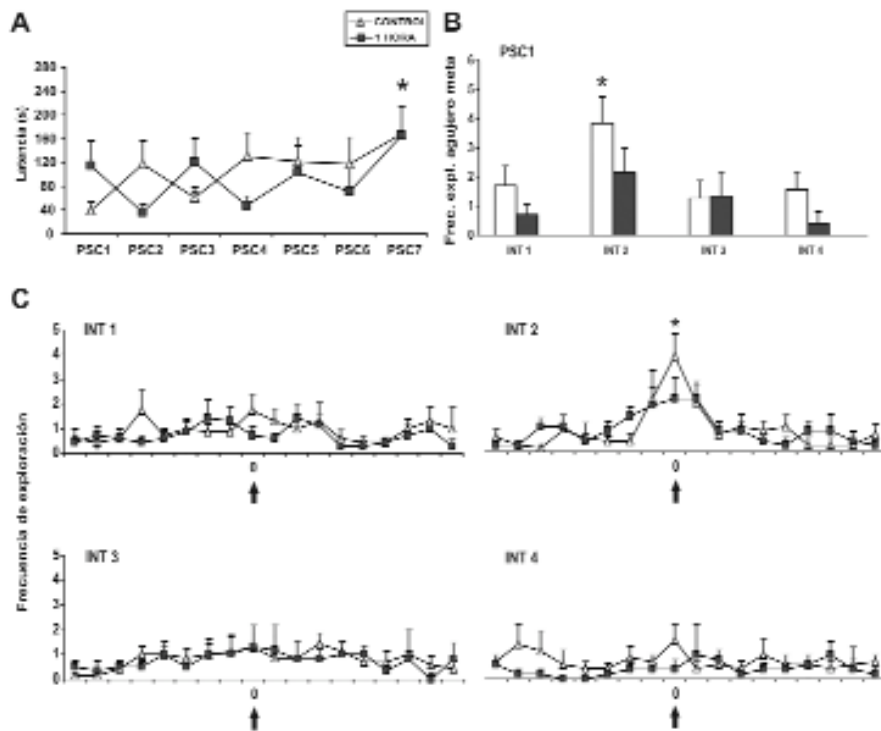 A
CONTROL
1 HORA
Latencia (s)
280
240
200
160
120
80
40
0
*
PSC1 PSC2 PSC3 PSC4 PSC5 PSC6 PSC7
B
PSC1
Frec. expl. agujero meta
6
5
4
3
2
1
0
*
INT 1 INT 2 INT 3 INT 4
C
Frecuencia de exploración
INT 1
5
4
3
2
1
0
0
INT 2
*
0
INT 3
5
4
3
2
1
0
0
INT 4
0